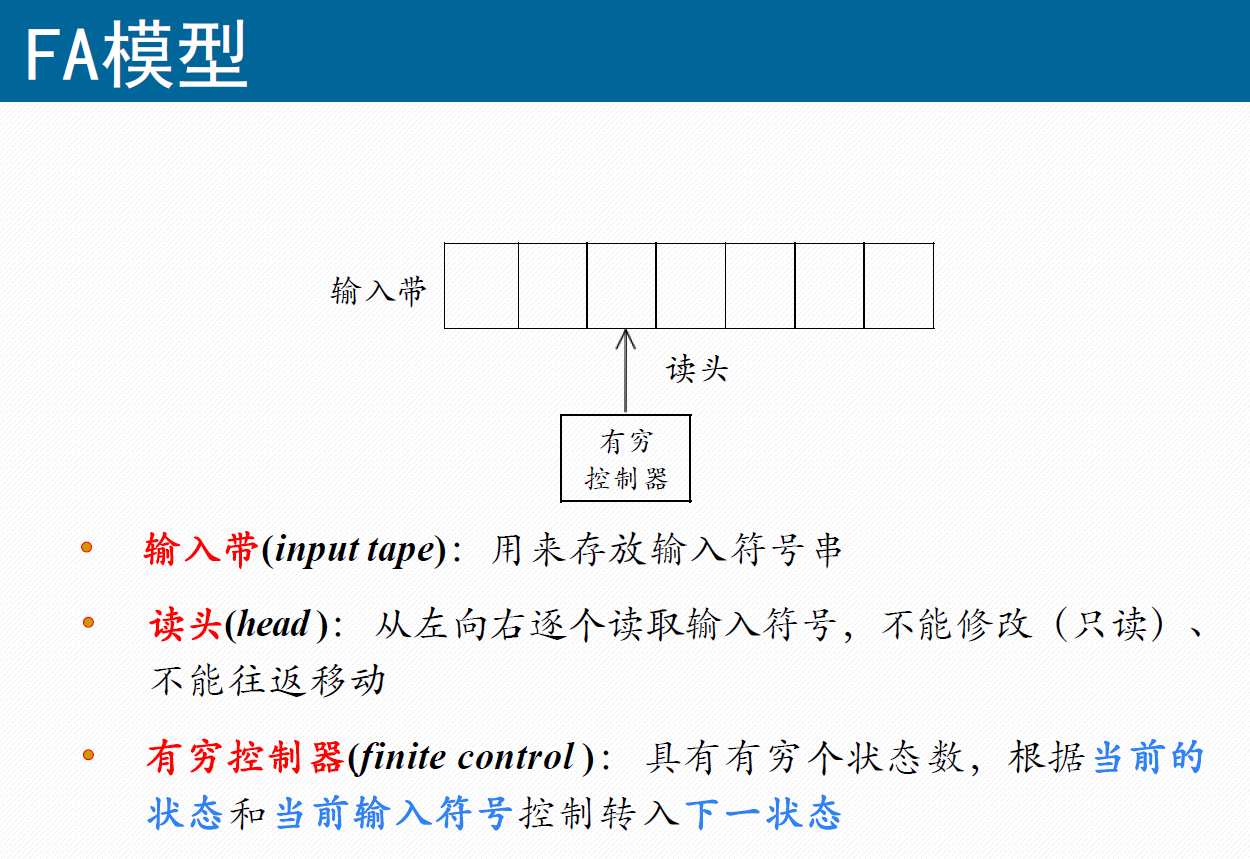 FA模型
输入带
读头
有穷
控制器
• 输入带(input tape)：用来存放输入符号串
• 读头(head )：从左向右逐个读取输入符号，不能修改（只读）、
不能往返移动
• 有穷控制器(finite control )：具有有穷个状态数，根据当前的
状态和当前输入符号控制转入下一状态